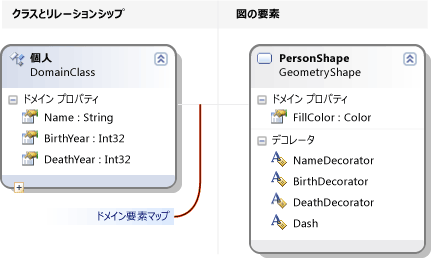 クラスとリレーションシップ
図の要素
個人
DomainClass
ドメイン プロパティ
Name : String
BirthYear : Int32
DeathYear : Int32
ドメイン要素マップ
PersonShape
GeometryShape
ドメイン プロパティ
FillColor : Color
デコレータ
NameDecorator
BirthDecorator
DeathDecorator
Dash